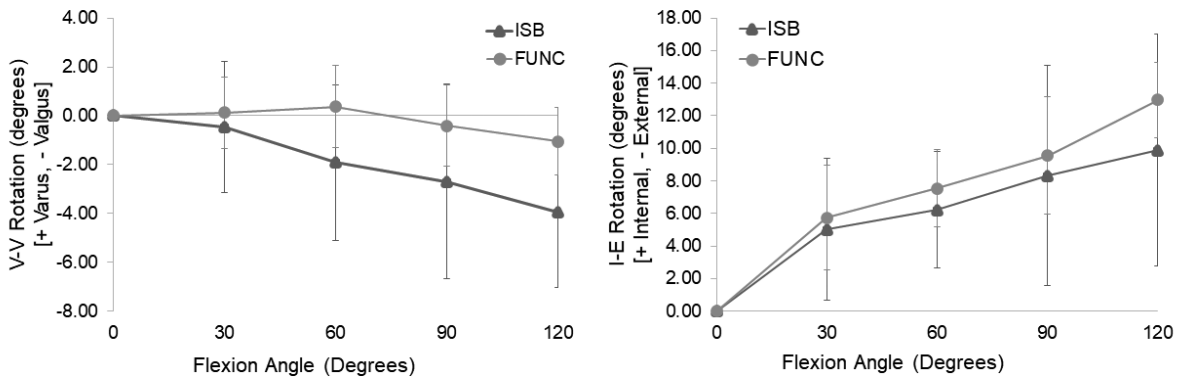 V-V Rotation (degrees)
[+ Varus, - Valgus]
4.00
2.00
0.00
-2.00
-4.00
-6.00
-8.00
ISB
FUNC
0
30
60
90
120
Flexion Angle (Degrees)
I-E Rotation (degrees)
[+ Internal, - External)
18.00
16.00
14.00
12.00
10.00
8.00
6.00
4.00
2.00
0.00
ISB
FUNC
0
30
60
90
120
Flexion Angle (Degrees)